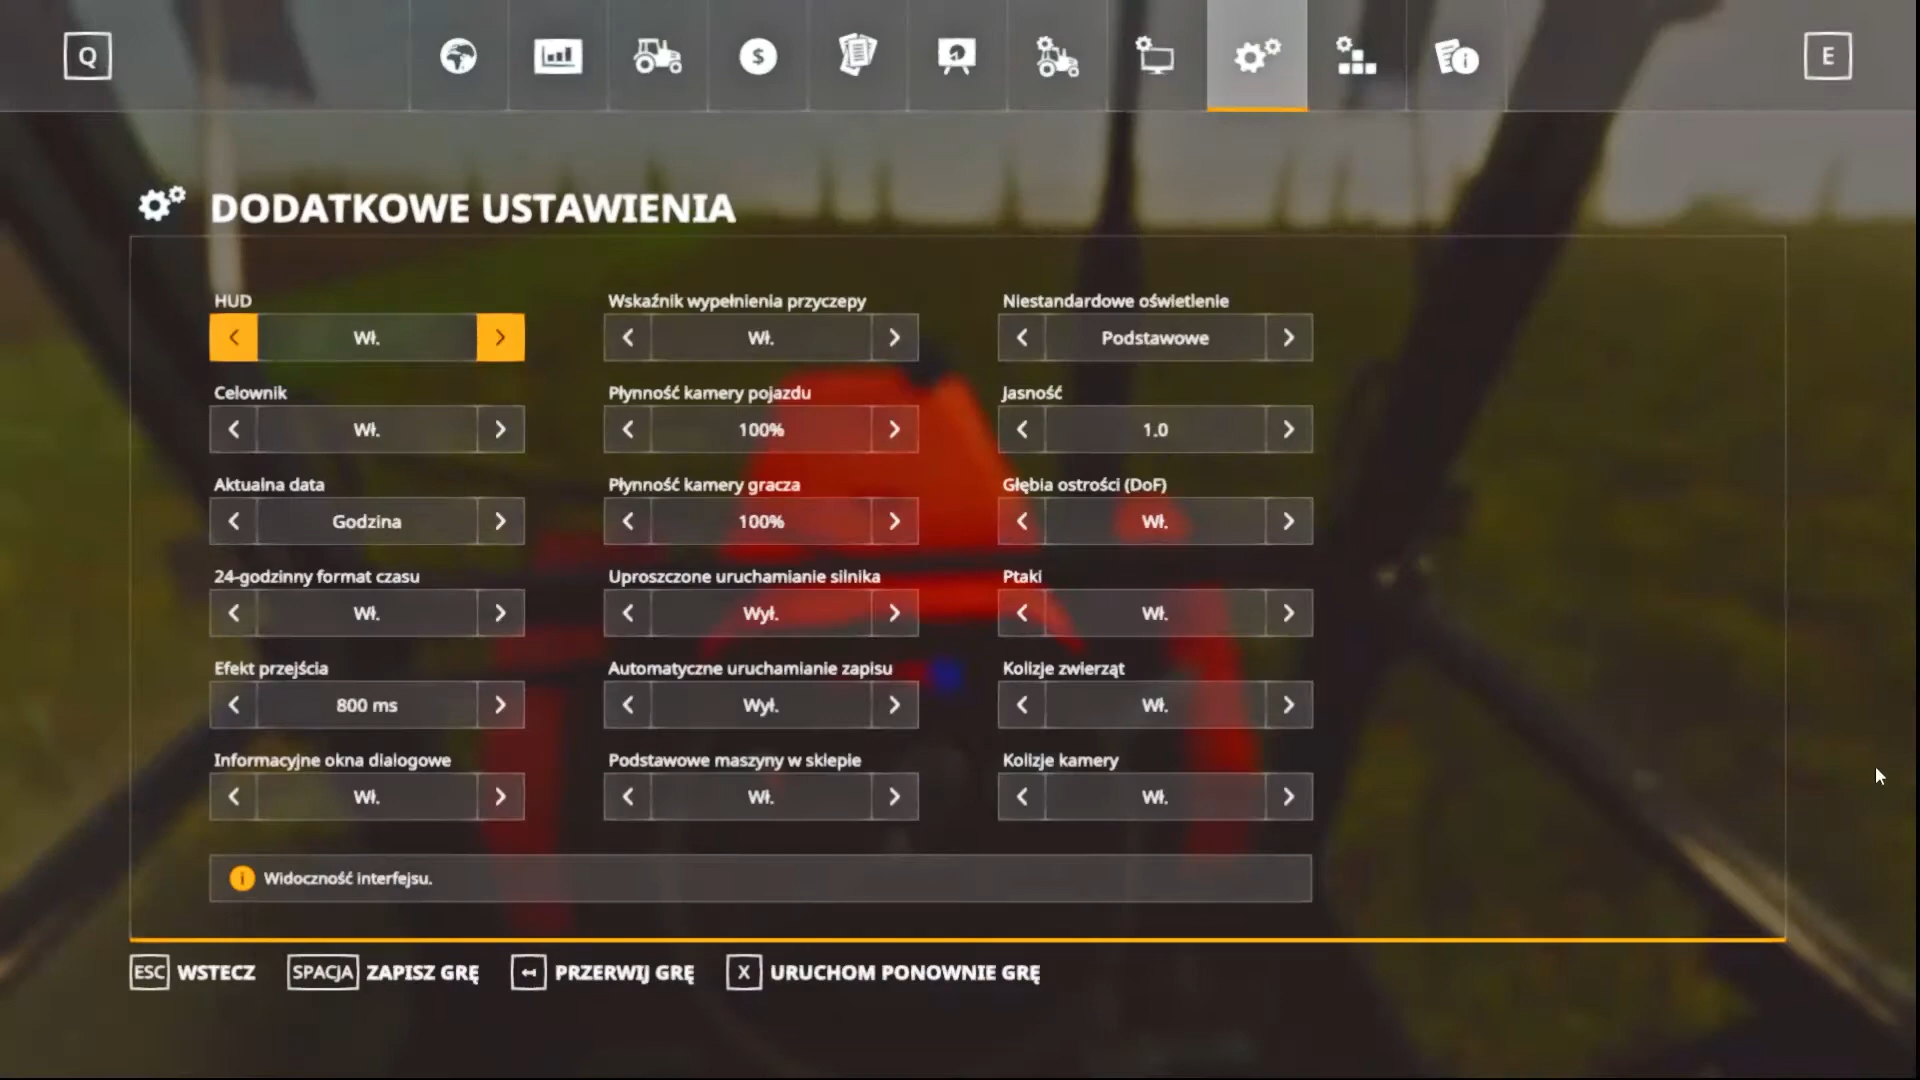 Q
$
E
DODATKOWE USTAWIENIA
HUD
Wł.
Celownik
Wł.
Aktualna data
Godzina
24-godzinny format czasu
Wł.
Efekt przejścia
800 ms
Informacyjne okna dialogowe
Wł.
Wskaźnik wypełnienia przyczepy
Wł.
Płynność kamery pojazdu
100%
Płynność kamery gracza
100%
Uproszczone uruchamianie silnika
Wył.
Automatyczne uruchamianie zapisu
Wył.
Podstawowe maszyny w sklepie
Wł.
Niestandardowe oświetlenie
Podstawowe
Jasność
1.0
Głębia ostrości (DoF)
Wł.
Ptaki
Wł.
Kolizje zwierząt
Wł.
Kolizje kamery
Wł.
Widoczność interfejsu.
ESC WSTECZ SPACJA ZAPISZ GRĘ PRZERWIJ GRĘ X URUCHOM PONOWNIE GRĘ